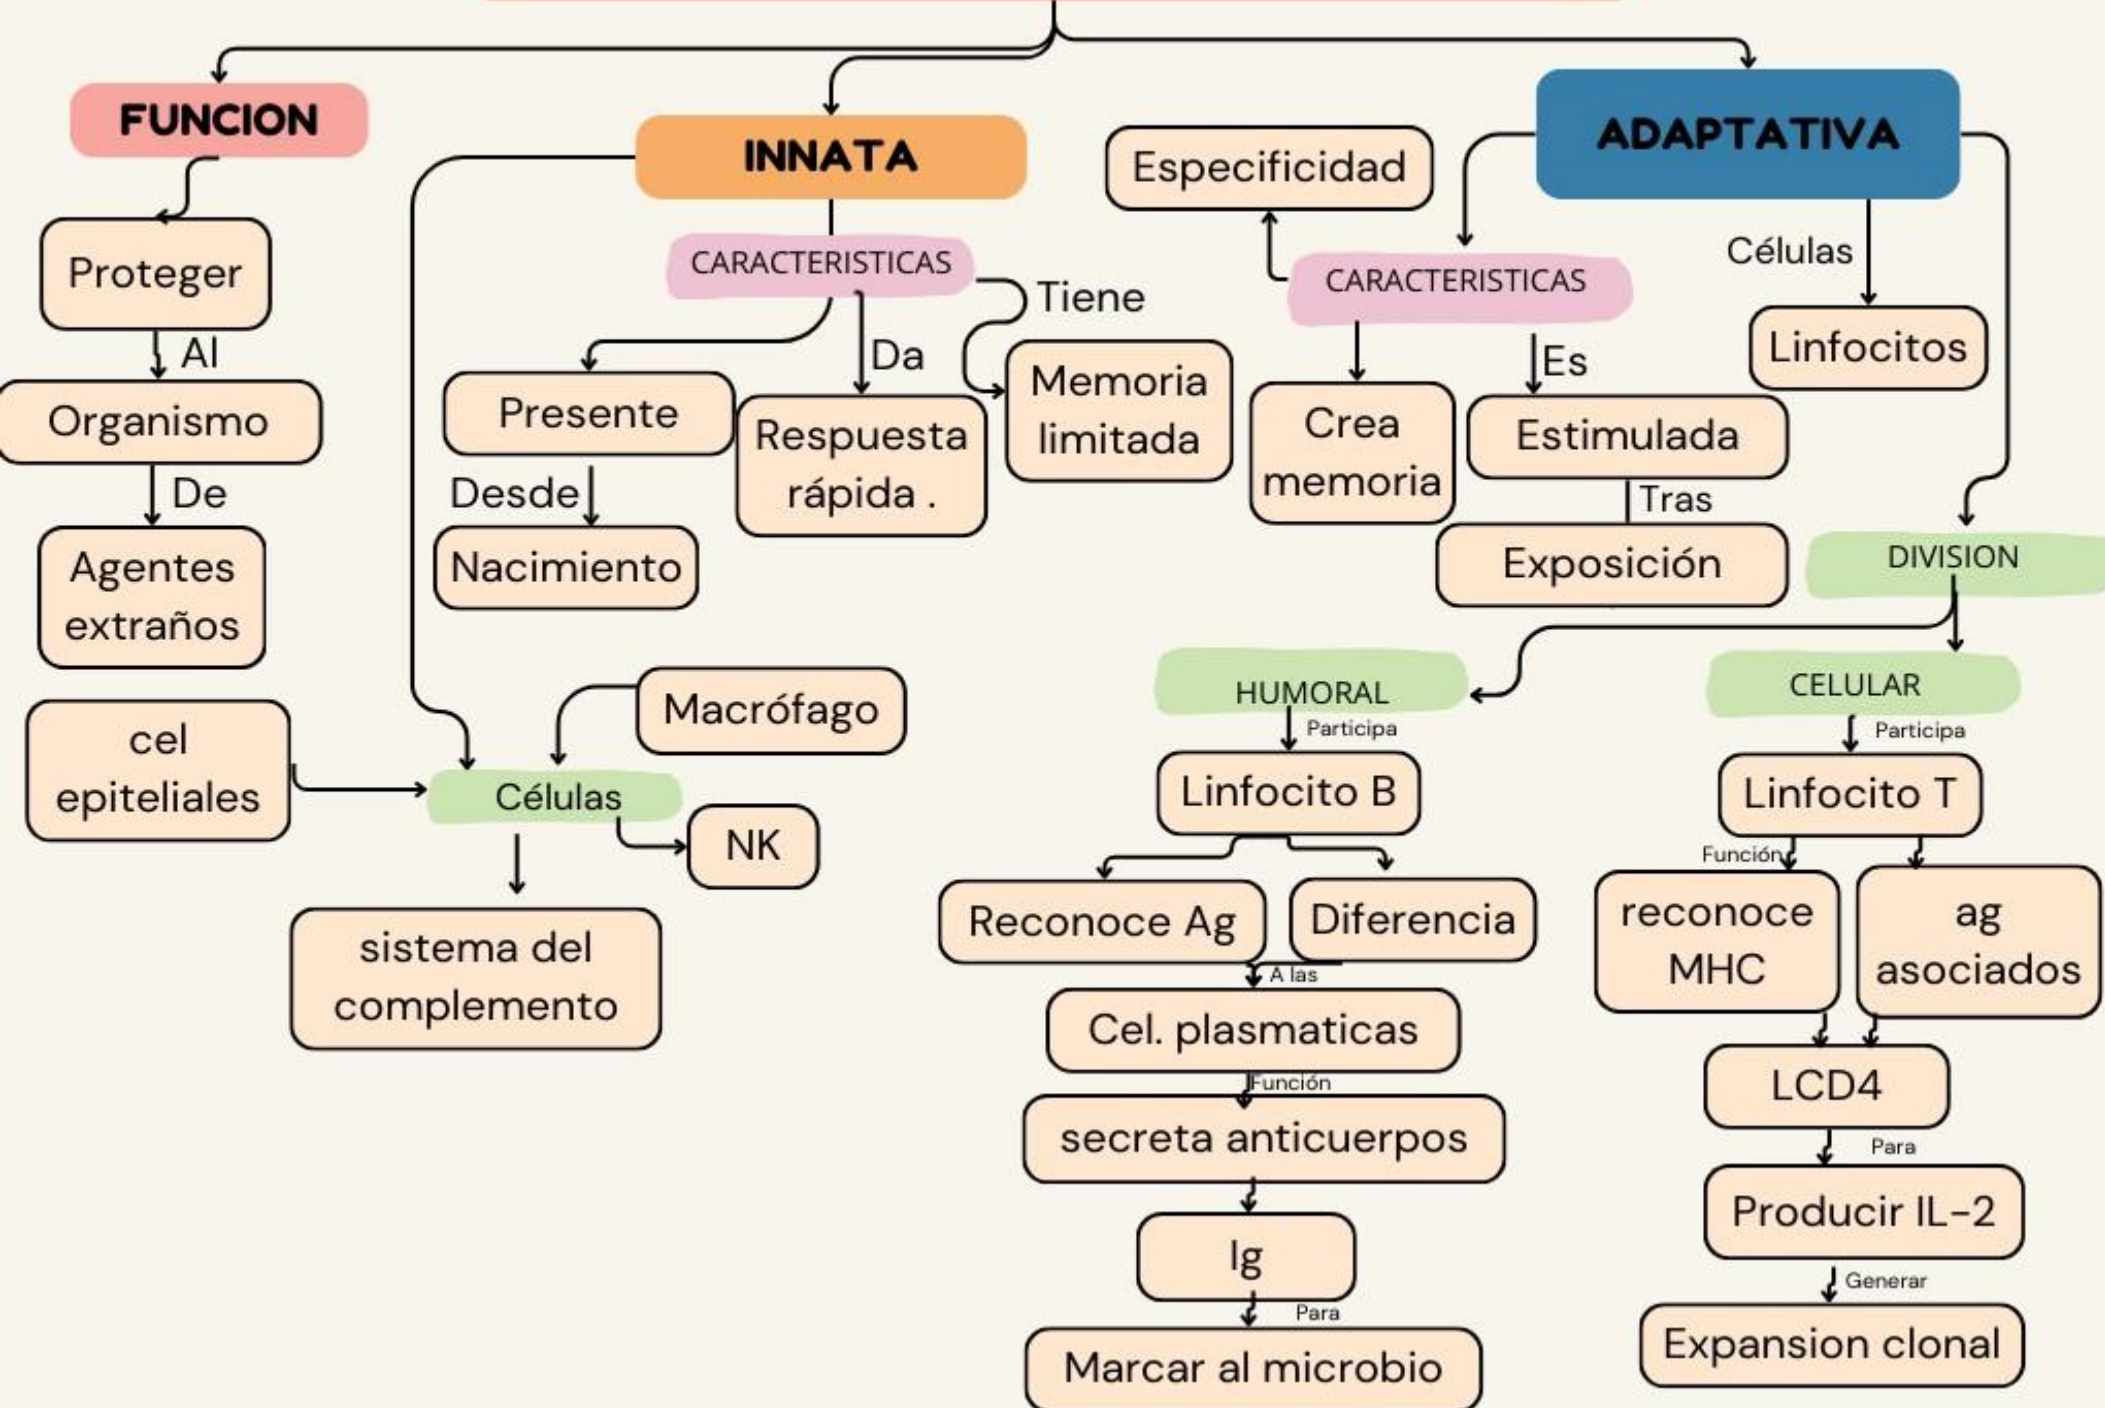 FUNCION
Proteger
Al
Organismo
De
Agentes
extraños
INNATA
CARACTERISTICAS
Presente
Desde
Nacimiento
Da
Respuesta
rápida .
Tiene
Memoria
limitada
cel
epiteliales
Macrófago
Células
NK
sistema del
complemento
ADAPTATIVA
Especificidad
CARACTERISTICAS
Crea
memoria
Es
Estimulada
Tras
Exposición
Células
Linfocitos
DIVISION
HUMORAL
Participa
Linfocito B
Reconoce Ag
Diferencia
A las
Cel. plasmaticas
Función
secreta anticuerpos
Ig
Para
Marcar al microbio
CELULAR
Participa
Linfocito T
Función
reconoce
MHC
ag
asociados
LCD4
Para
Producir IL-2
Generar
Expansion clonal